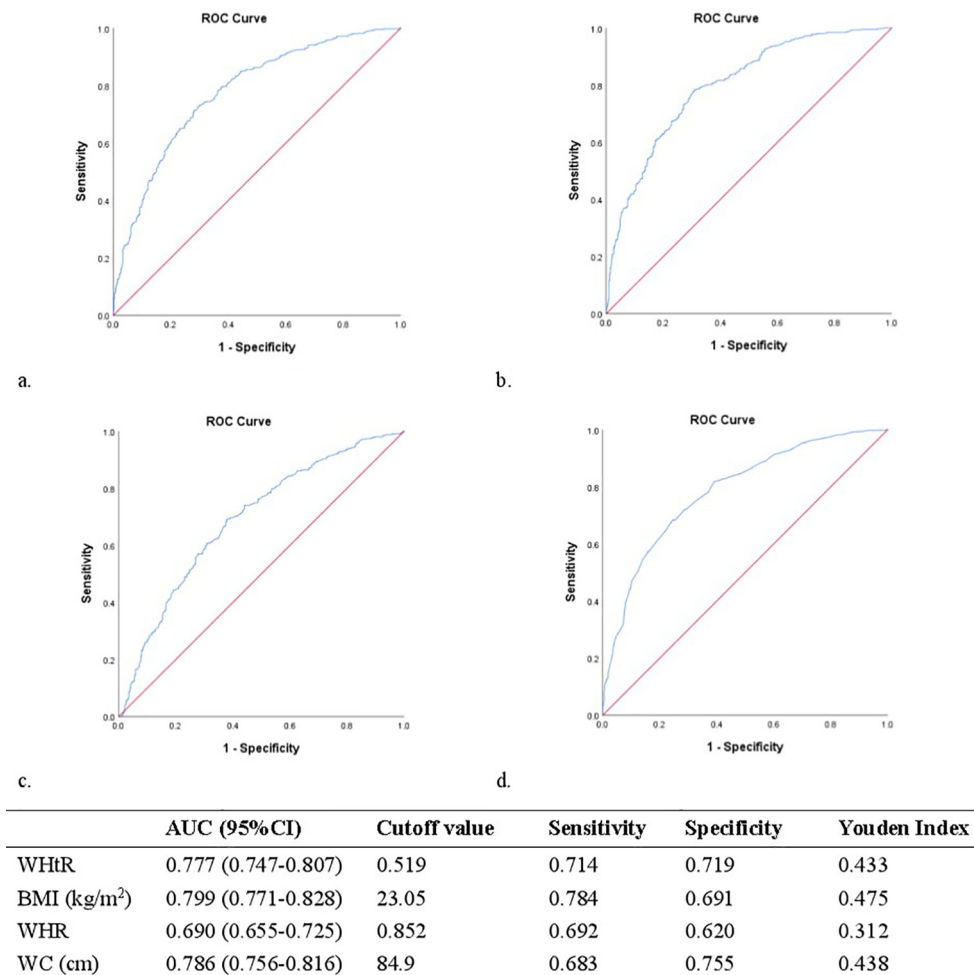 ROC Curve
1.0
0.8
0.6
0.4
0.2
0.0
Sensitivity
0.0 0.2 0.4 0.6 0.8 1.0
1 - Specificity
a.
ROC Curve
1.0
0.8
0.6
0.4
0.2
0.0
Sensitivity
0.0 0.2 0.4 0.6 0.8 1.0
1 - Specificity
b.
ROC Curve
1.0
0.8
0.6
0.4
0.2
0.0
Sensitivity
0.0 0.2 0.4 0.6 0.8 1.0
1 - Specificity
c.
ROC Curve
1.0
0.8
0.6
0.4
0.2
0.0
Sensitivity
0.0 0.2 0.4 0.6 0.8 1.0
1 - Specificity
d.
AUC (95%CI) Cutoff value Sensitivity Specificity Youden Index
WHtR 0.777 (0.747-0.807) 0.519 0.714 0.719 0.433
BMI (kg/m²) 0.799 (0.771-0.828) 23.05 0.784 0.691 0.475
WHR 0.690 (0.655-0.725) 0.852 0.692 0.620 0.312
WC (cm) 0.786 (0.756-0.816) 84.9 0.683 0.755 0.438